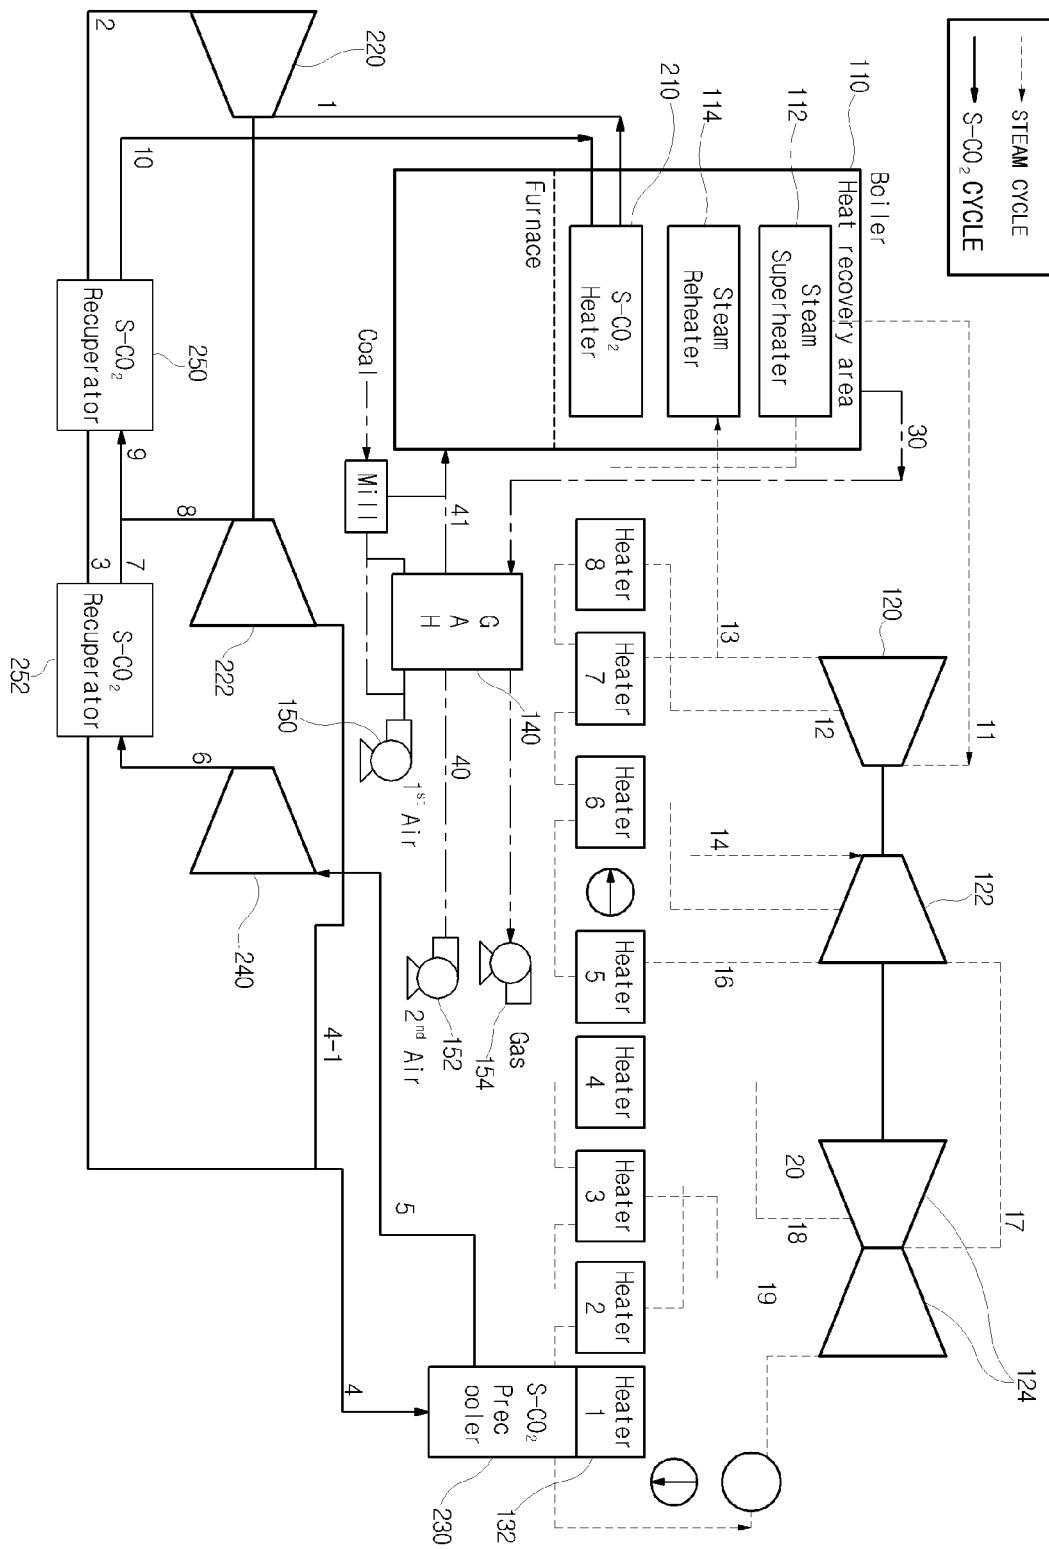 STEAM CYCLE
S-CO₂ CYCLE
110
Boiler
Heat recovery area
112
Steam
Superheater
114
Steam
Reheater
210
S-CO₂
Heater
Furnace
30
220
1
2
10
S-CO₂
Recuperator
250
9
8
7
3
222
S-CO₂
Recuperator
252
6
240
4-1
5
4
Coal
Mill
41
G A H
140
150
1st Air
40
152
2nd Air
154
Gas
Heater
8
Heater
7
Heater
6
Heater
5
Heater
4
Heater
3
Heater
2
Heater
1
132
S-CO₂
Prec
ooler
230
11
120
12
13
14
122
16
17
18
20
19
124